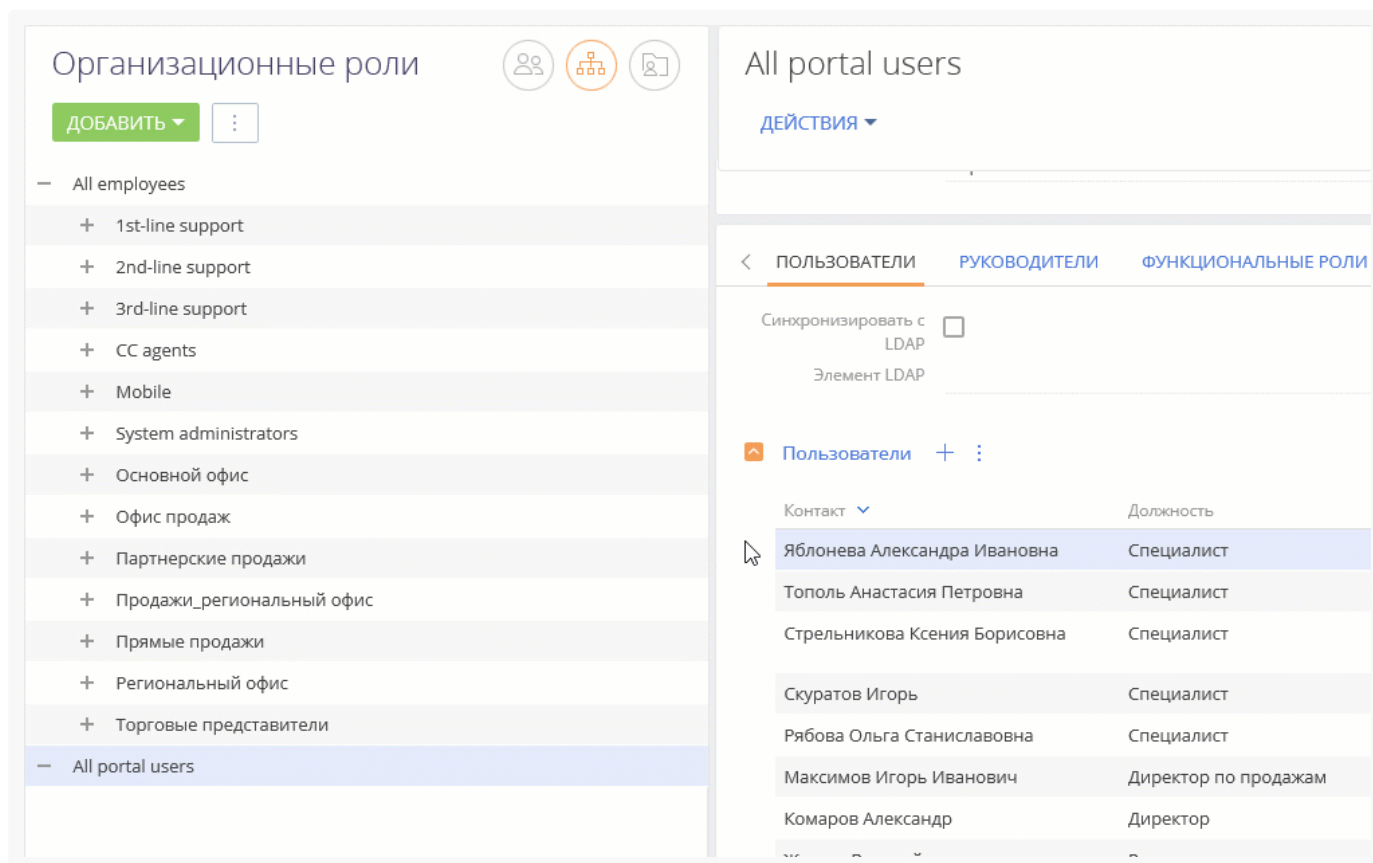 Организационные роли
ДОБАВИТЬ
All employees
1st-line support
2nd-line support
3rd-line support
CC agents
Mobile
System administrators
Основной офис
Офис продаж
Партнерские продажи
Продажи_региональный офис
Прямые продажи
Региональный офис
Торговые представители
All portal users
All portal users
ДЕЙСТВИЯ
ПОЛЬЗОВАТЕЛИ РУКОВОДИТЕЛИ ФУНКЦИОНАЛЬНЫЕ РОЛИ
Синхронизировать с
LDAP
Элемент LDAP
Пользователи
Контакт Должность
Яблонева Александра Ивановна Специалист
Тополь Анастасия Петровна Специалист
Стрельникова Ксения Борисовна Специалист
Скуратов Игорь Специалист
Рябова Ольга Станиславовна Специалист
Максимов Игорь Иванович Директор по продажам
Комаров Александр Директор